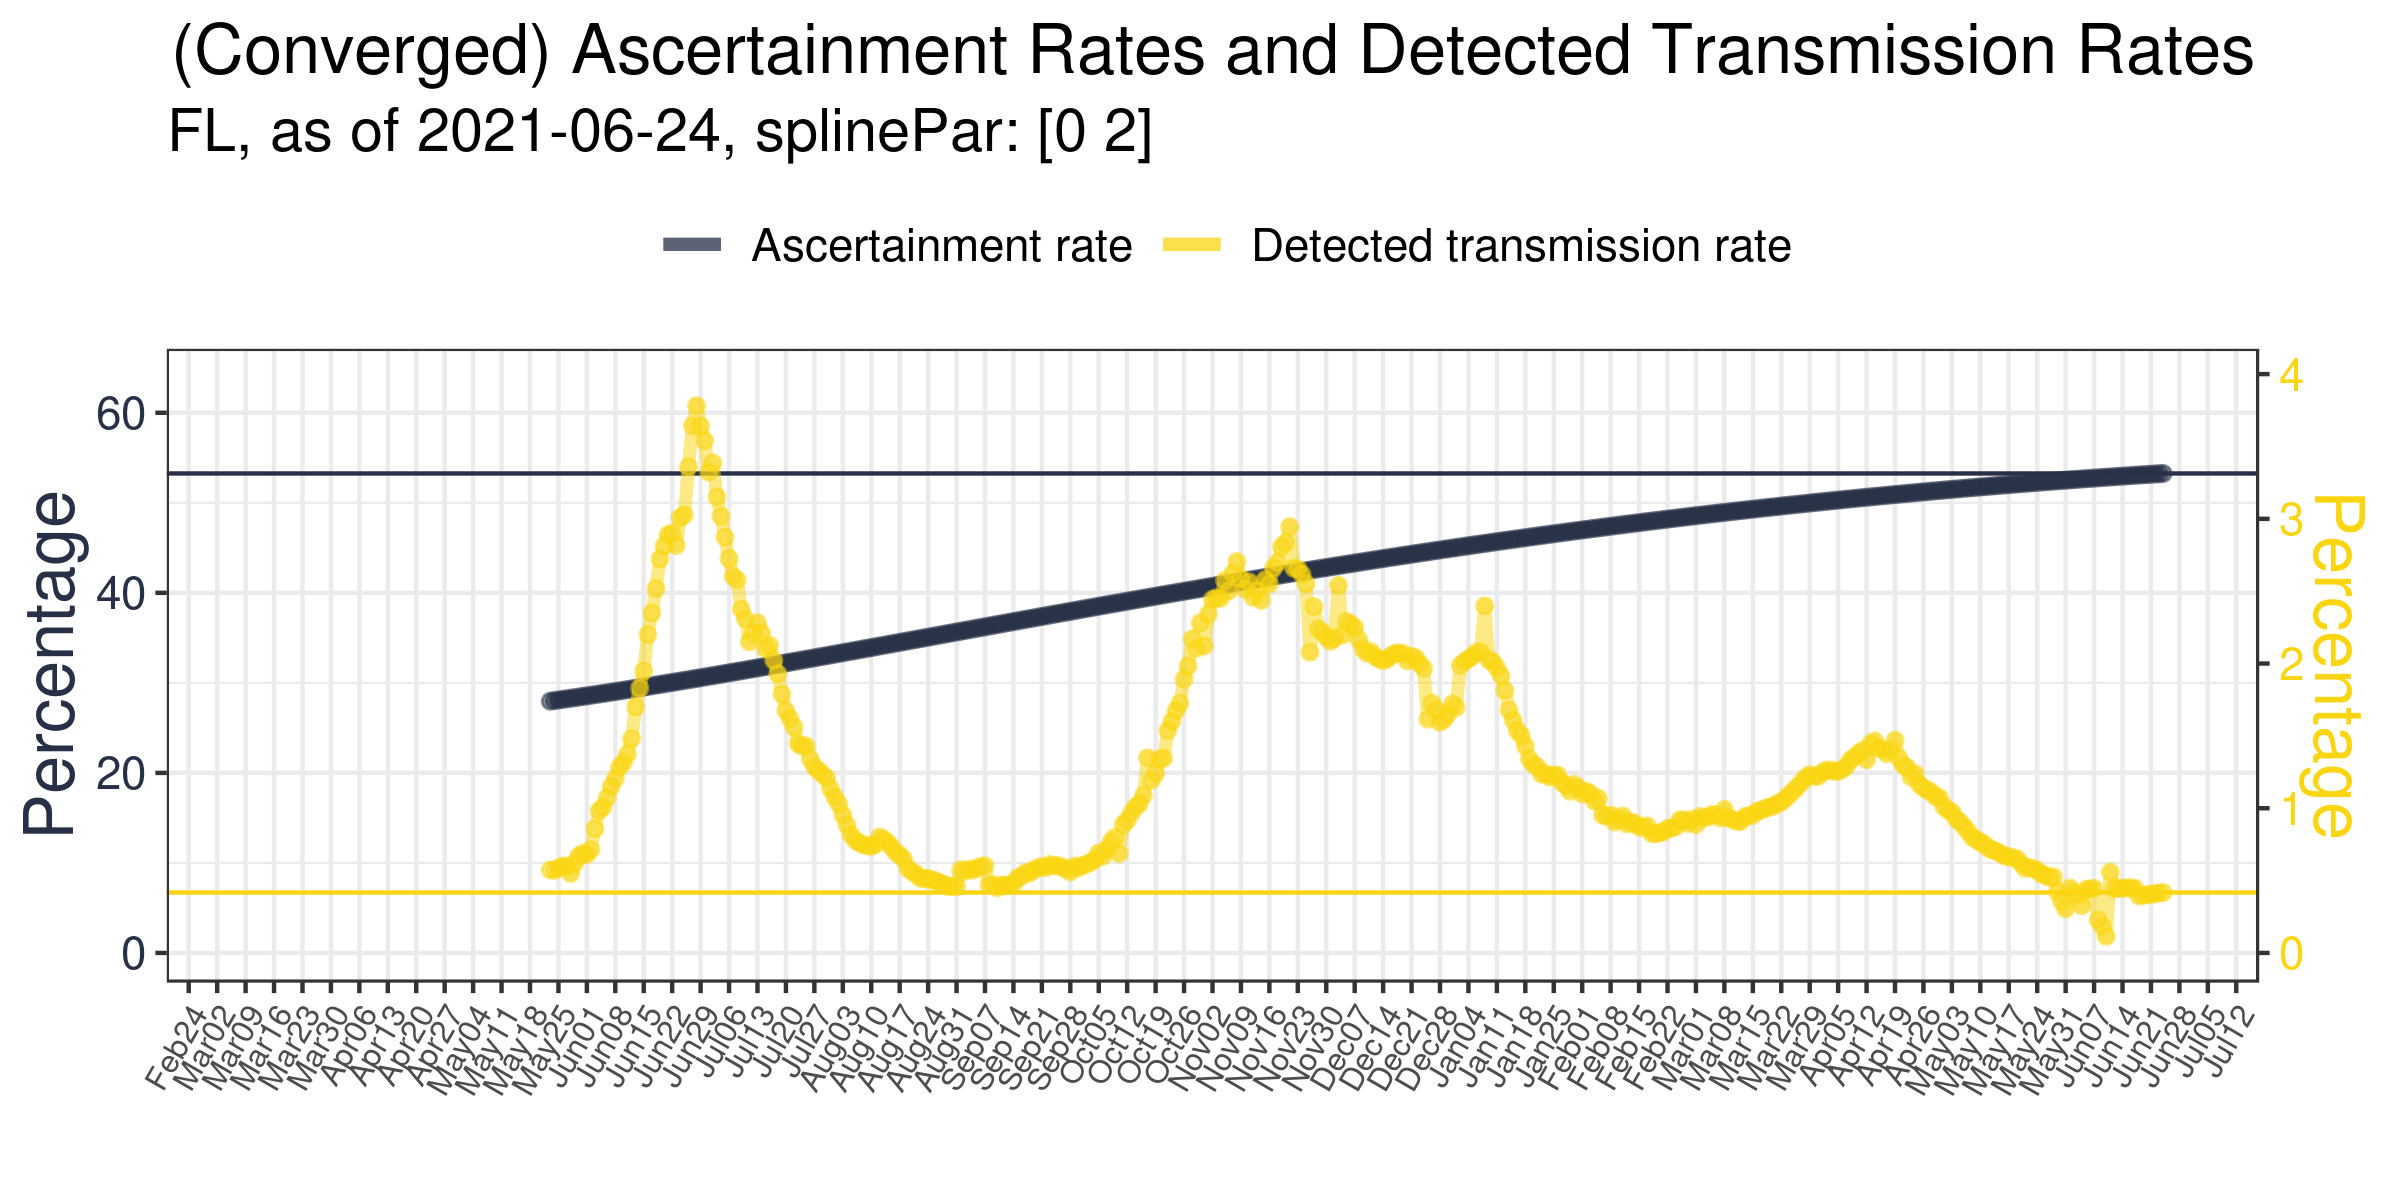 (Converged) Ascertainment Rates and Detected Transmission Rates
FL, as of 2021-06-24, splinePar: [0 2]
Ascertainment rate
Detected transmission rate
Percentage
60
40
20
0
4
3
2
1
0
Percentage
Feb24
Mar02
Mar09
Mar16
Mar23
Mar30
Apr06
Apr13
Apr20
Apr27
May04
May11
May18
May25
Jun01
Jun08
Jun15
Jun22
Jun29
Jul06
Jul13
Jul20
Jul27
Aug03
Aug10
Aug17
Aug24
Aug31
Sep07
Sep14
Sep21
Sep28
Oct05
Oct12
Oct19
Oct26
Nov02
Nov09
Nov16
Nov23
Nov30
Dec07
Dec14
Dec21
Dec28
Jan04
Jan11
Jan18
Jan25
Feb01
Feb08
Feb15
Feb22
Mar01
Mar08
Mar15
Mar22
Mar29
Apr05
Apr12
Apr19
Apr26
May03
May10
May17
May24
May31
Jun07
Jun14
Jun21
Jun28
Jul05
Jul12